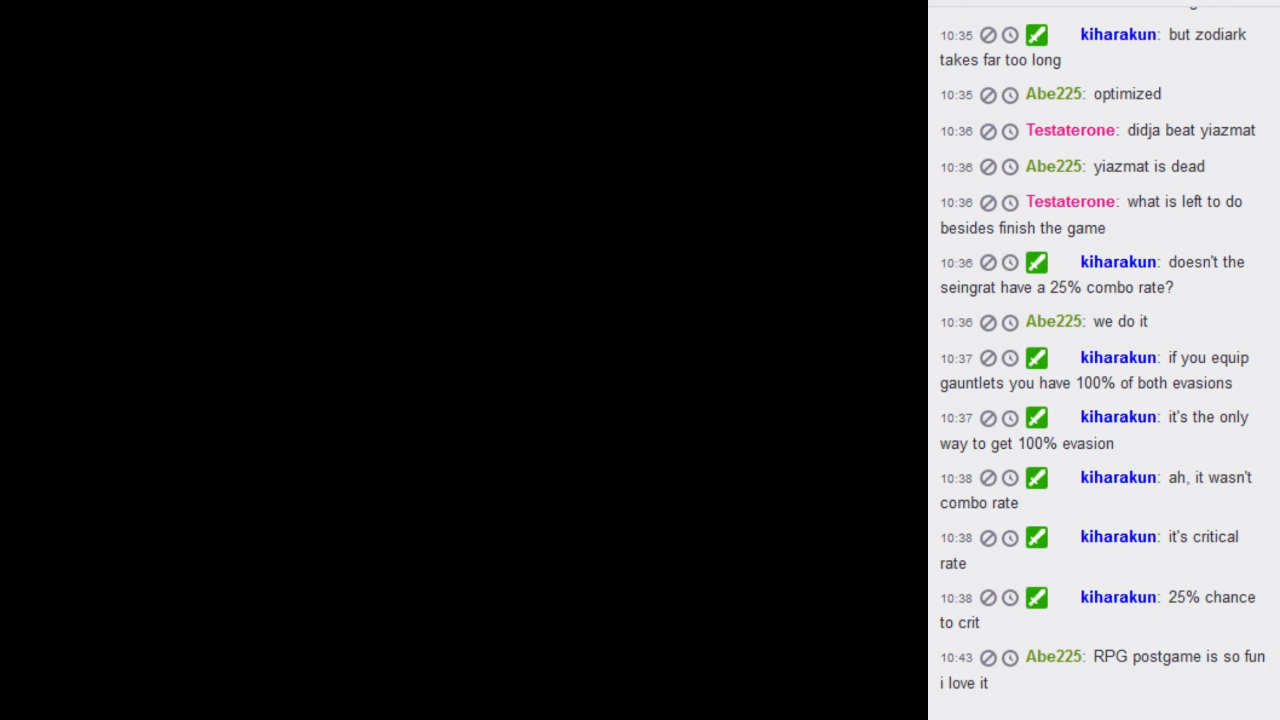 10:35 kiharakun: but zodiark
takes far too long
10:35 Abe225: optimized
10:36 Testaterone: didja beat yiazmat
10:36 Abe225: yiazmat is dead
10:36 Testaterone: what is left to do
besides finish the game
10:36 kiharakun: doesn't the
seingrat have a 25% combo rate?
10:36 Abe225: we do it
10:37 kiharakun: if you equip
gauntlets you have 100% of both evasions
10:37 kiharakun: it's the only
way to get 100% evasion
10:38 kiharakun: ah, it wasn't
combo rate
10:38 kiharakun: it's critical
rate
10:38 kiharakun: 25% chance
to crit
10:43 Abe225: RPG postgame is so fun
i love it